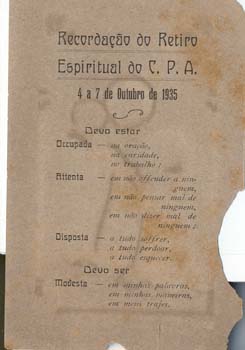 Recordação do Retiro
Espiritual do C. P. A.
4 a 7 de Outubro de 1935
Devo estar
Occupada — na oração,
na caridade,
no trabalho;
Attenta — em não offender a nin-
guem,
em não pensar mal de
ninguem,
em não dizer mal de
ninguem;
Disposta — a tudo soffrer,
a tudo perdoar,
a tudo esquecer.
Devo ser
Modesta — em minhas palavras,
em minhas maneiras,
em meus trajes.